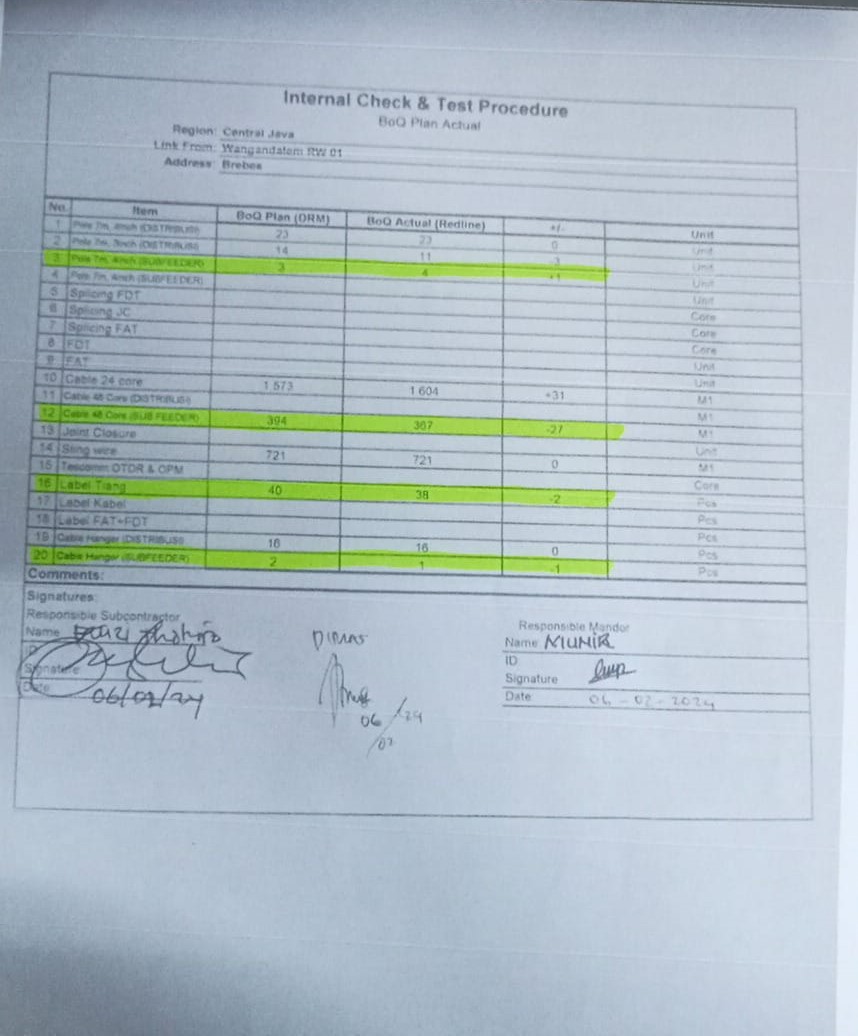 Internal Check & Test Procedure
BoQ Plan Actual
Region: Central Java
Link From: Wangandalem RW 01
Address: Brebes
No. Item BoQ Plan (DRM) BoQ Actual (Redline) +/- Unit
1 Pole 7m, 4inch (DISTRIBUSI) 23 23 0 Unit
2 Pole 7m, 3inch (DISTRIBUSI) 14 11 -3 Unit
3 Pole 7m, 4inch (SUBFEEDER) 3 4 +1 Unit
4 Pole 7m, 4inch (SUBFEEDER) Unit
5 Splicing FDT Core
6 Splicing JC Core
7 Splicing FAT Core
8 FDT Unit
9 FAT Unit
10 Cable 24 core 1 573 1 604 +31 M1
11 Cable 48 Core (DISTRIBUSI) M1
12 Cable 48 Core (SUB FEEDER) 394 367 -27 M1
13 Joint Closure Unit
14 Sling wire 721 721 0 M1
15 OTDR & OPM Core
16 Label Tiang 40 38 -2 Pcs
17 Label Kabel Pcs
18 Label FAT+FDT Pcs
19 Cable Hanger (DISTRIBUSI) 16 16 0 Pcs
20 Cable Hanger (SUBFEEDER) 2 1 -1 Pcs
Comments:
Signatures:
Responsible Subcontractor
Name
ID
Signature
Date 06/02/24
DIMAS
06/02/24
Responsible Mandor
Name MUNIR
ID
Signature
Date 06-02-2024